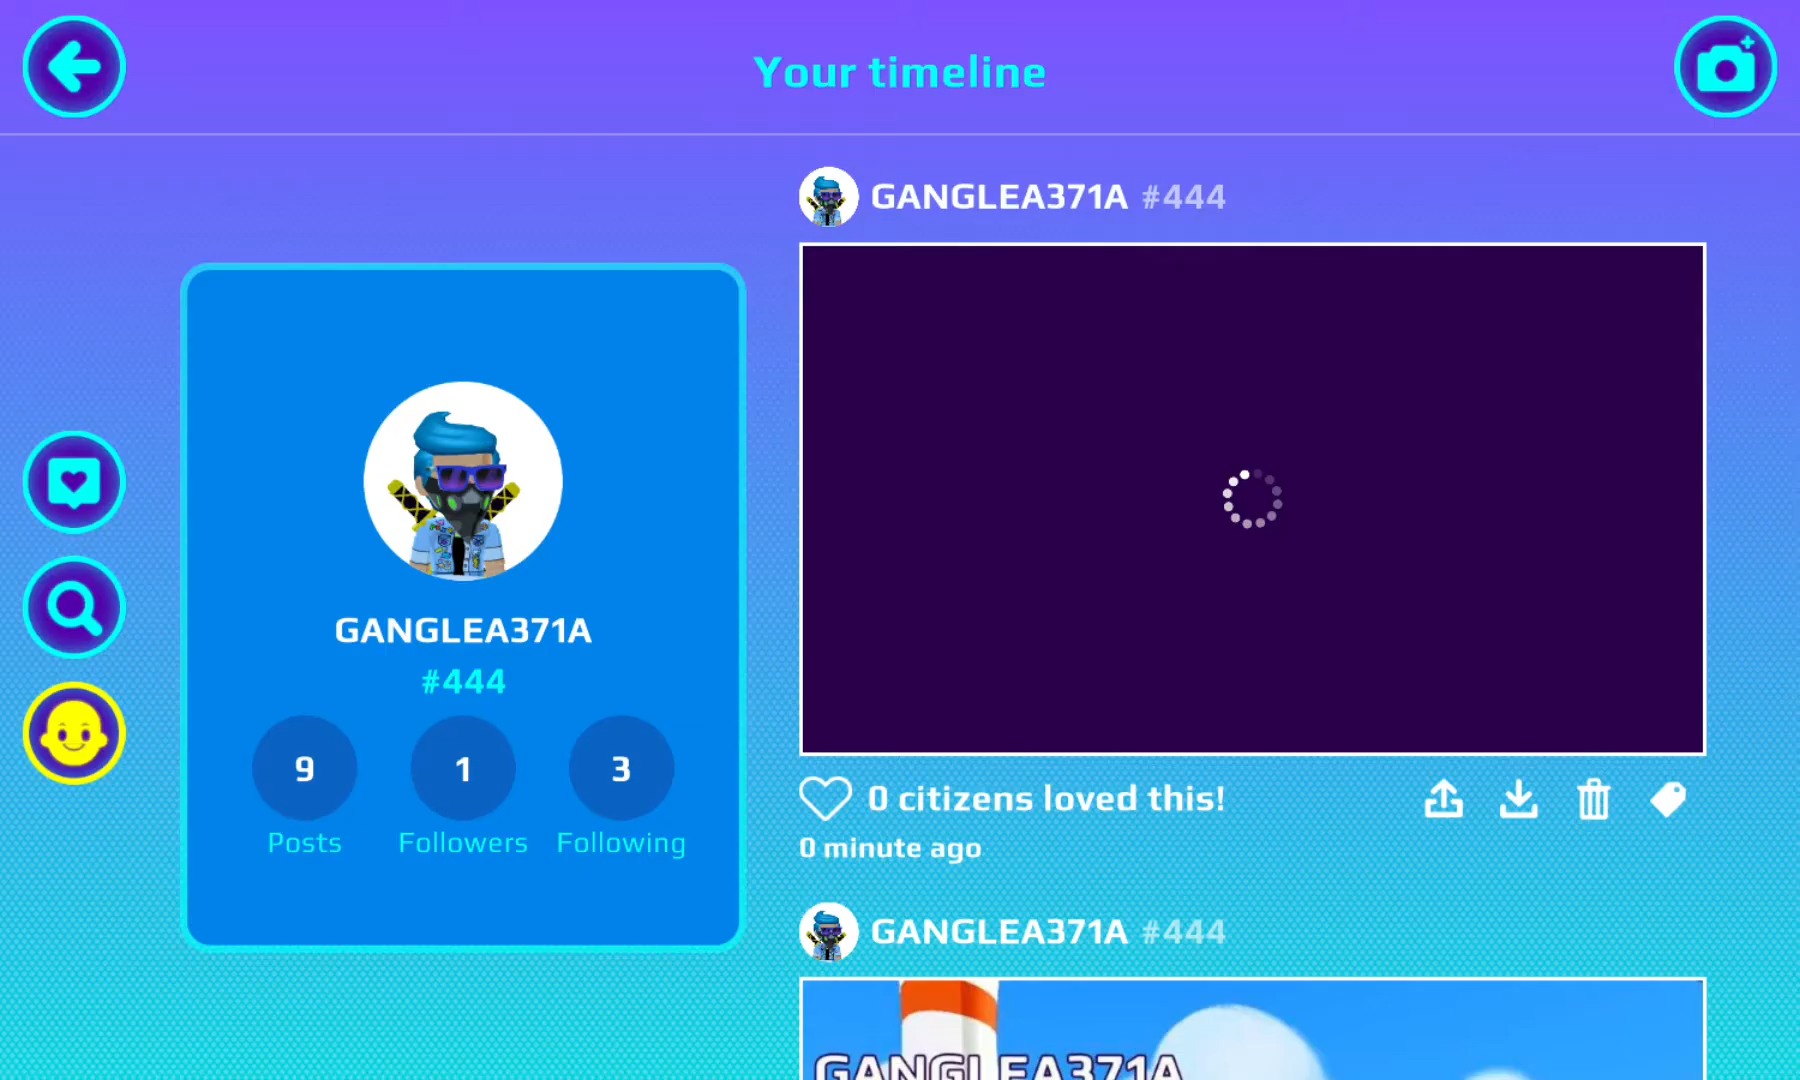 Your timeline
GANGLEA371A #444
GANGLEA371A
#444
9
1
3
Posts
Followers
Following
0 citizens loved this!
0 minute ago
GANGLEA371A #444
GANGLEA371A